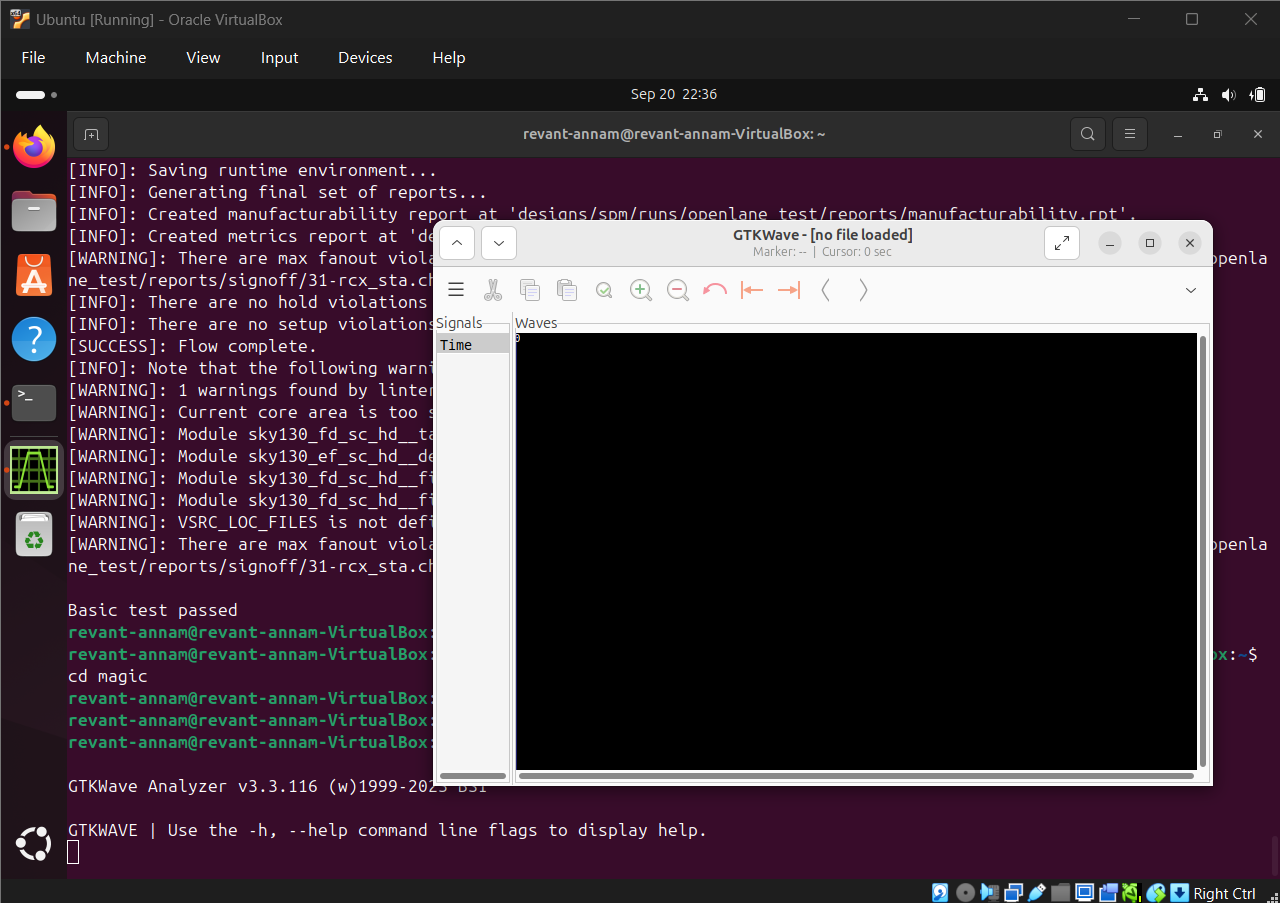 Ubuntu [Running] - Oracle VirtualBox
File Machine View Input Devices Help
Sep 20 22:36
revant-annam@revant-annam-VirtualBox: ~
[INFO]: Saving runtime environment...
[INFO]: Generating final set of reports...
[INFO]: Created manufacturability report at 'designs/spm/runs/openlane_test/reports/manufacturability.rpt'.
[INFO]: Created metrics report at 'de
[WARNING]: There are max fanout viola openla
ne_test/reports/signoff/31-rcx_sta.ch
[INFO]: There are no hold violations
[INFO]: There are no setup violations
[SUCCESS]: Flow complete.
[INFO]: Note that the following warni
[WARNING]: 1 warnings found by linter
[WARNING]: Current core area is too s
[WARNING]: Module sky130_fd_sc_hd__ta
[WARNING]: Module sky130_ef_sc_hd__de
[WARNING]: Module sky130_fd_sc_hd__fi
[WARNING]: Module sky130_fd_sc_hd__fi
[WARNING]: VSRC_LOC_FILES is not defi
[WARNING]: There are max fanout viola openla
ne_test/reports/signoff/31-rcx_sta.ch
Basic test passed
revant-annam@revant-annam-VirtualBox:
revant-annam@revant-annam-VirtualBox: ox:~$
cd magic
revant-annam@revant-annam-VirtualBox:
revant-annam@revant-annam-VirtualBox:
revant-annam@revant-annam-VirtualBox:
GTKWave Analyzer v3.3.116 (w)1999-2023 BSI
GTKWAVE | Use the -h, --help command line flags to display help.
GTKWave - [no file loaded]
Marker: -- | Cursor: 0 sec
Signals
Waves
Time
0
Right Ctrl